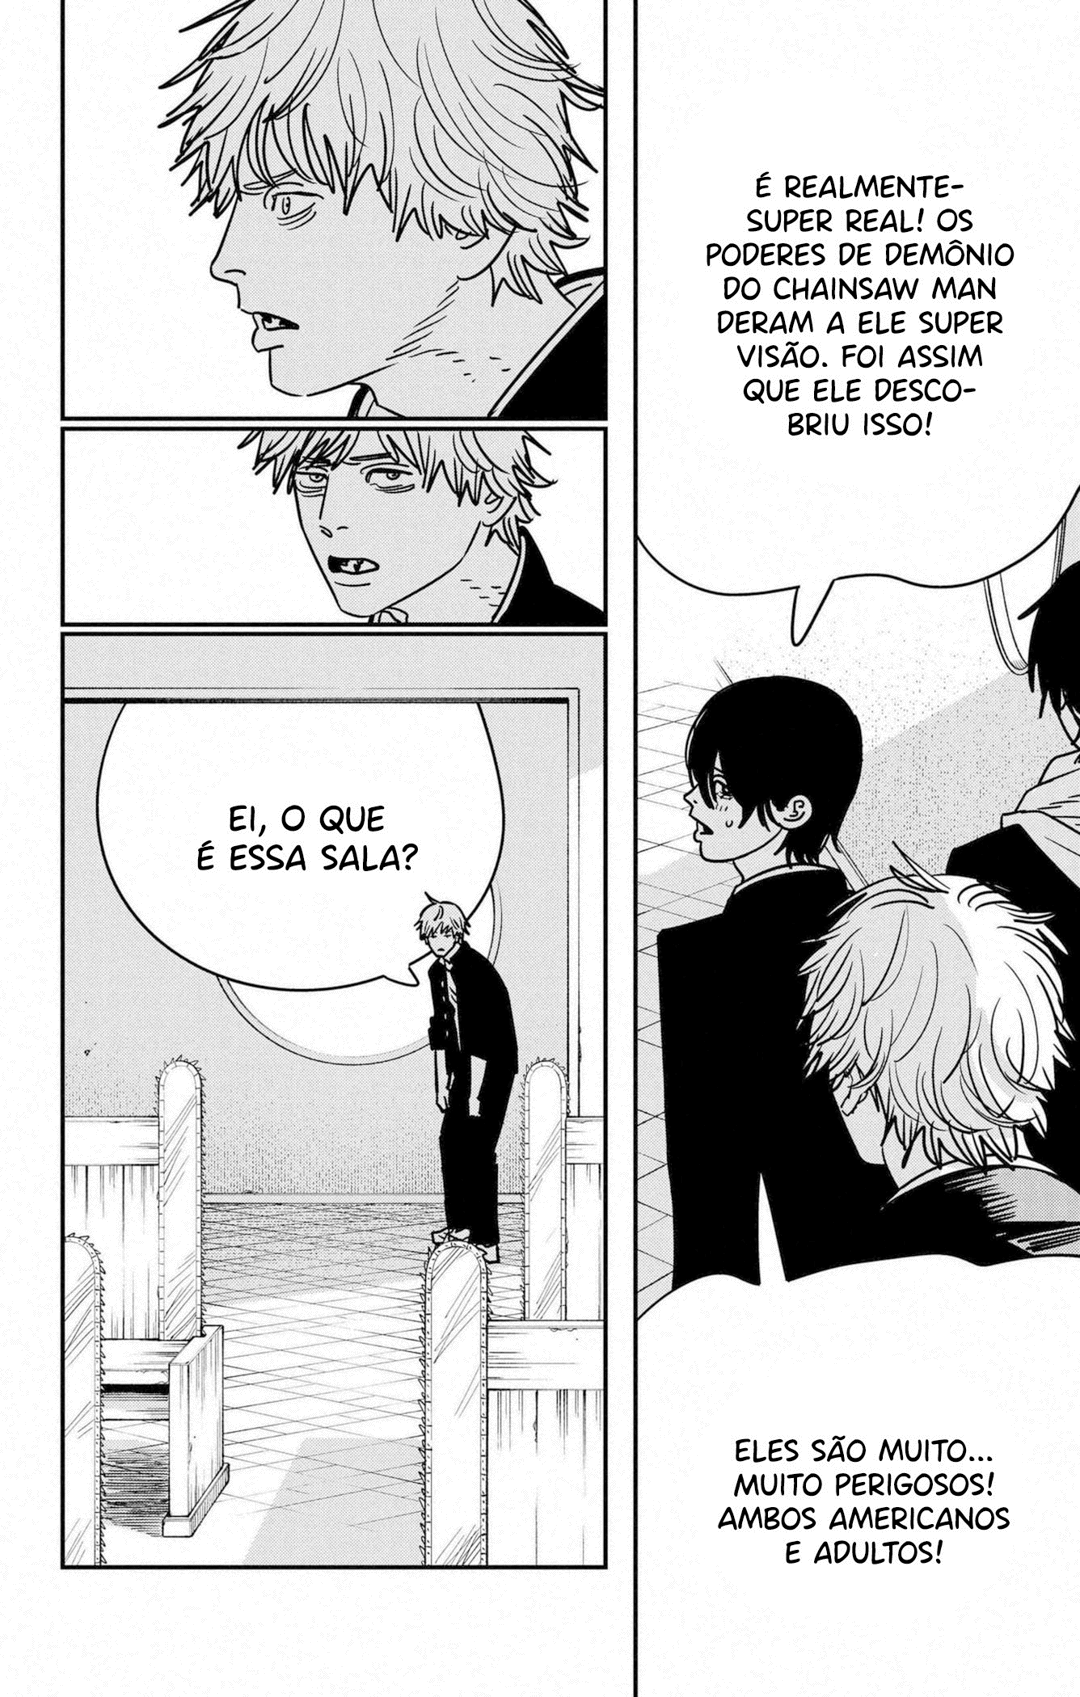 É REALMENTE-
SUPER REAL! OS
PODERES DE DEMÔNIO
DO CHAINSAW MAN
DERAM A ELE SUPER
VISÃO. FOI ASSIM
QUE ELE DESCO-
BRIU ISSO!
ELES SÃO MUITO...
MUITO PERIGOSOS!
AMBOS AMERICANOS
E ADULTOS!
EI, O QUE
É ESSA SALA?